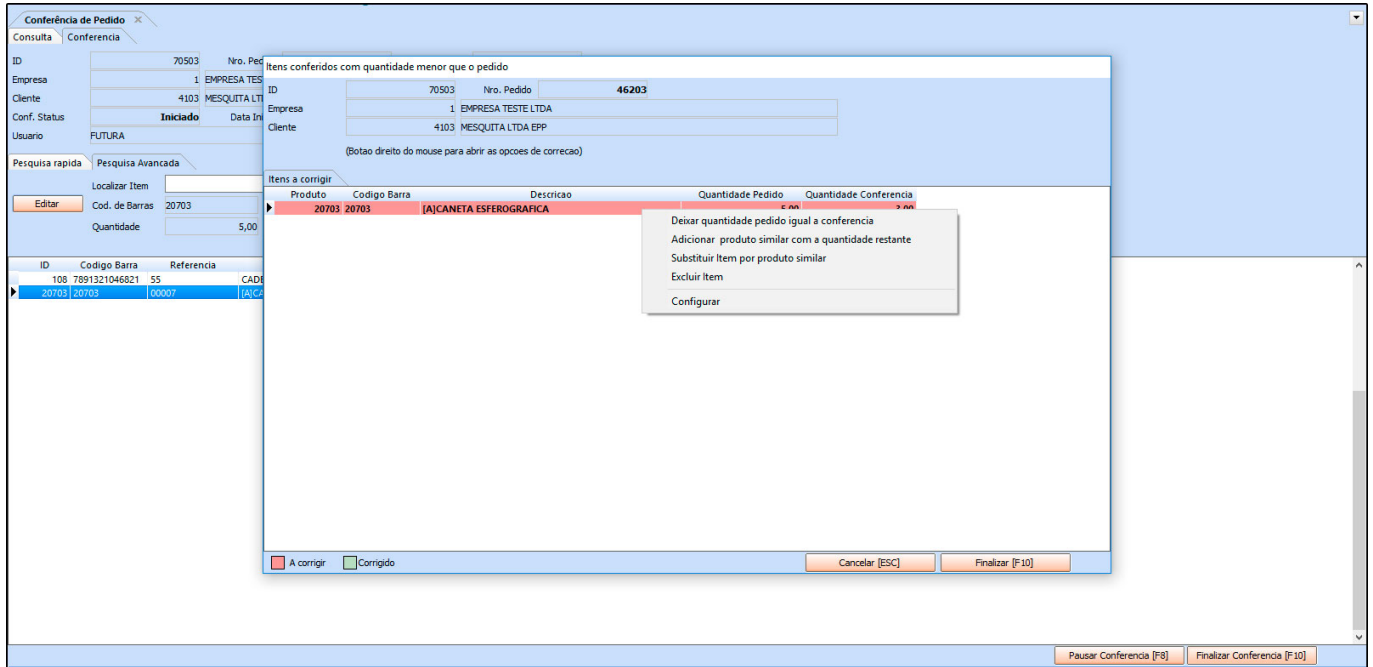 Conferência de Pedido
Consulta Conferencia
ID 70503 Nro. Ped
Empresa 1 EMPRESA TES
Cliente 4103 MESQUITA LT
Conf. Status Iniciado Data Ini
Usuario FUTURA
Pesquisa rapida Pesquisa Avancada
Localizar Item
Editar Cod. de Barras 20703
Quantidade 5,00
ID Codigo Barra Referencia
108 7891321046821 55 CADE
20703 20703 00007 [A]CA
Itens conferidos com quantidade menor que o pedido
ID 70503 Nro. Pedido 46203
Empresa 1 EMPRESA TESTE LTDA
Cliente 4103 MESQUITA LTDA EPP
(Botao direito do mouse para abrir as opcoes de correcao)
Itens a corrigir
Produto Codigo Barra Descricao Quantidade Pedido Quantidade Conferencia
20703 20703 [A]CANETA ESFEROGRAFICA 5,00
Deixar quantidade pedido igual a conferencia
Adicionar produto similar com a quantidade restante
Substituir Item por produto similar
Excluir Item
Configurar
A corrigir Corrigido Cancelar [ESC] Finalizar [F10]
Pausar Conferencia [F8] Finalizar Conferencia [F10]